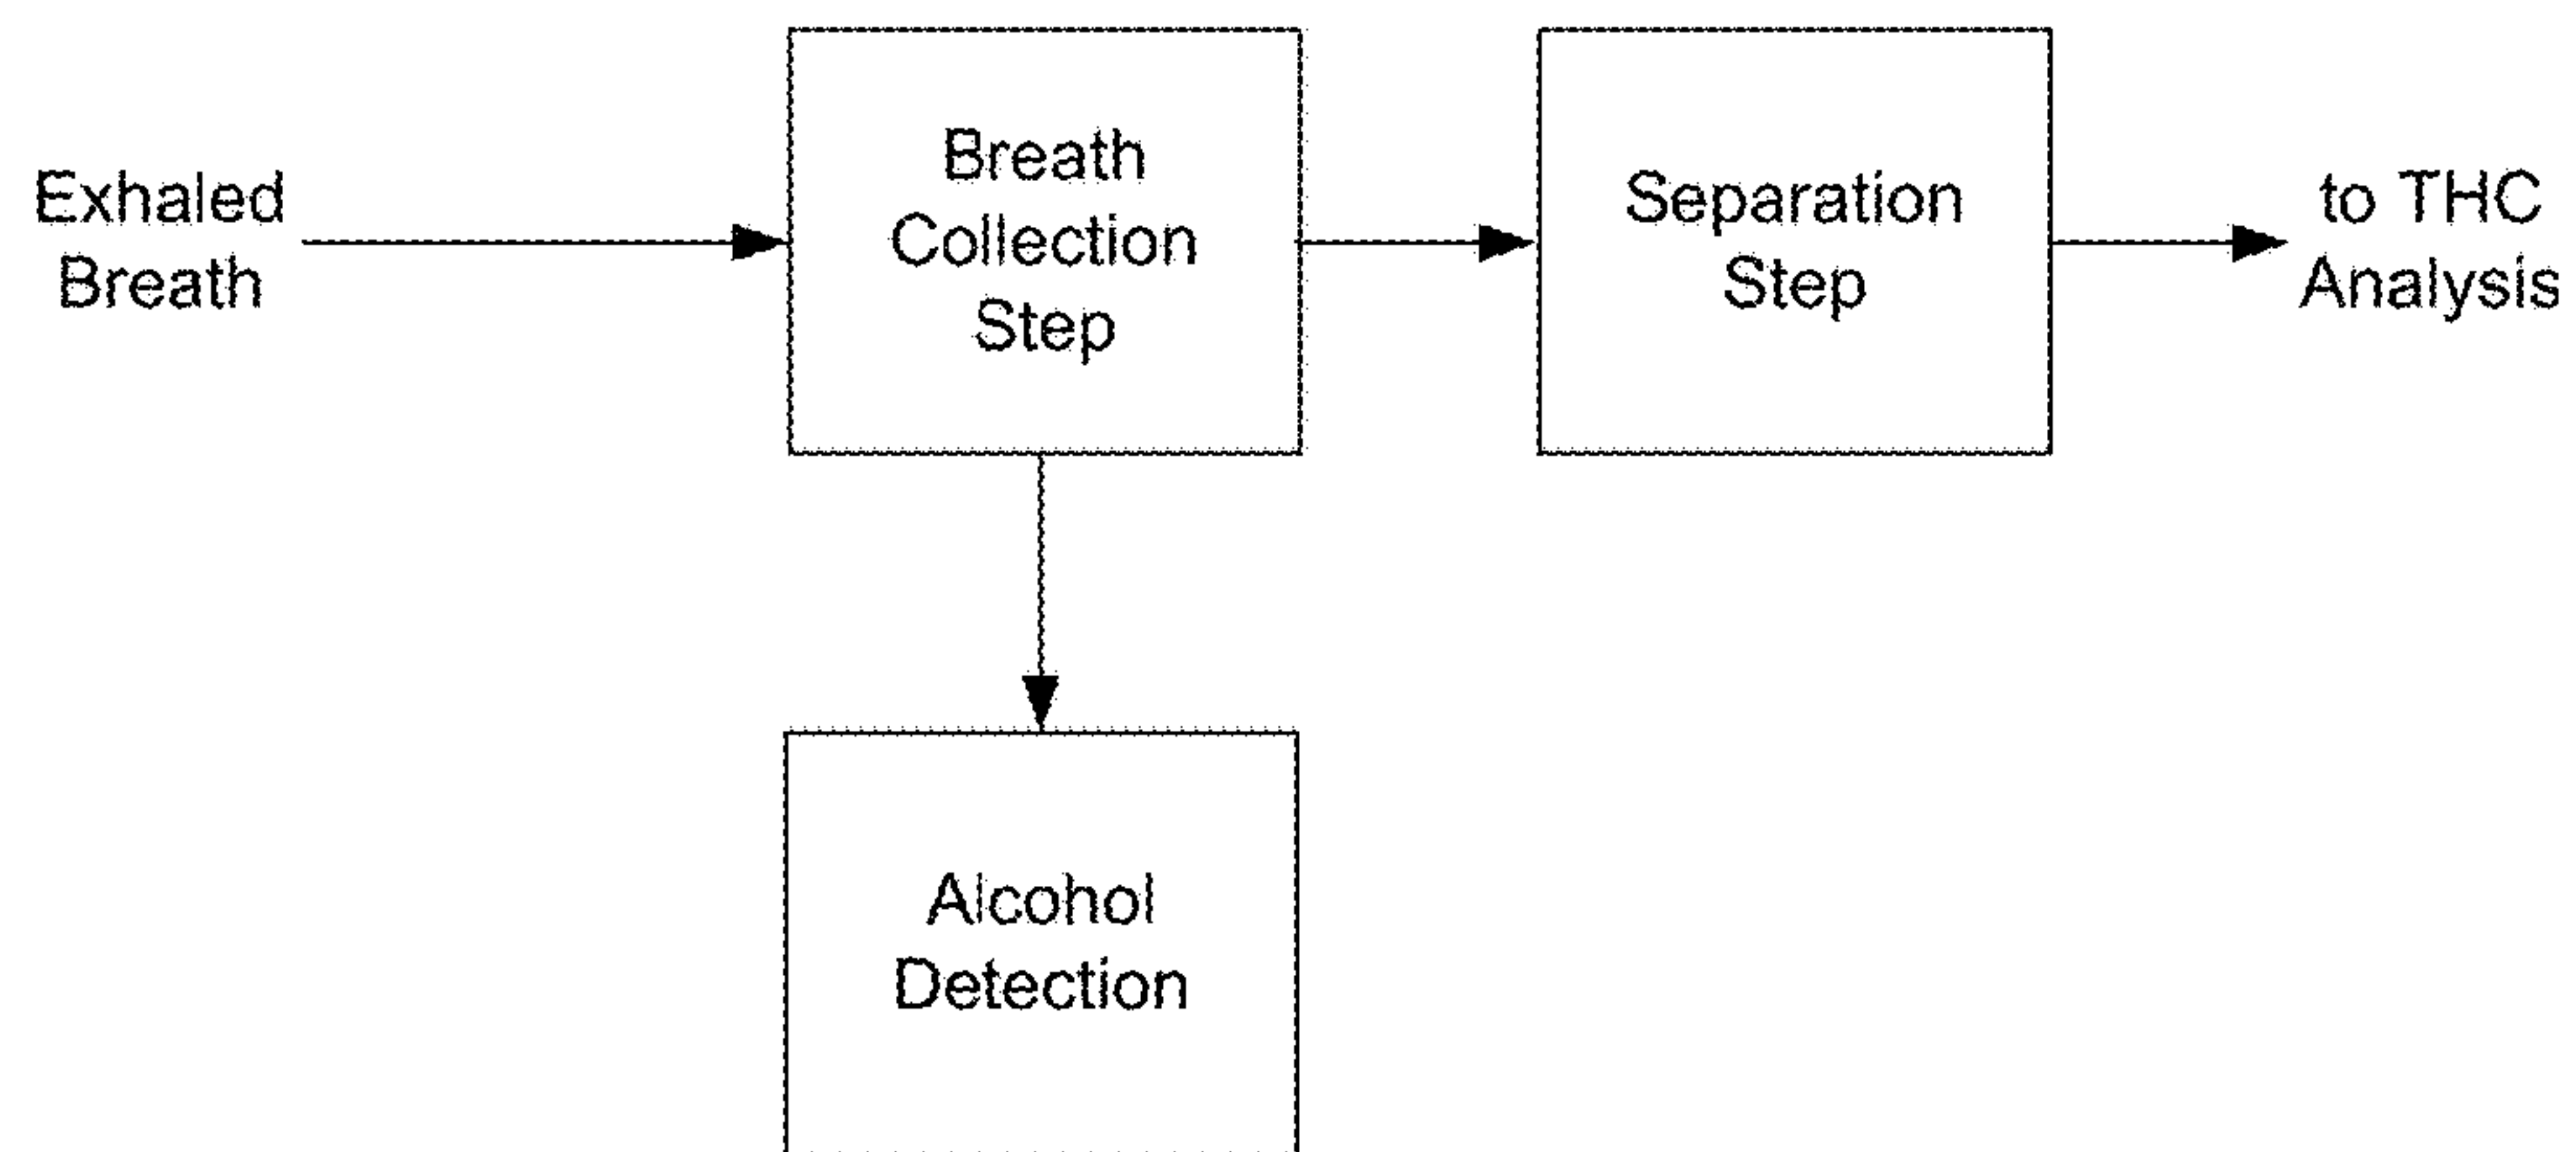 Exhaled
Breath
Breath
Collection
Step
Separation
Step
to THC
Analysis
Alcohol
Detection